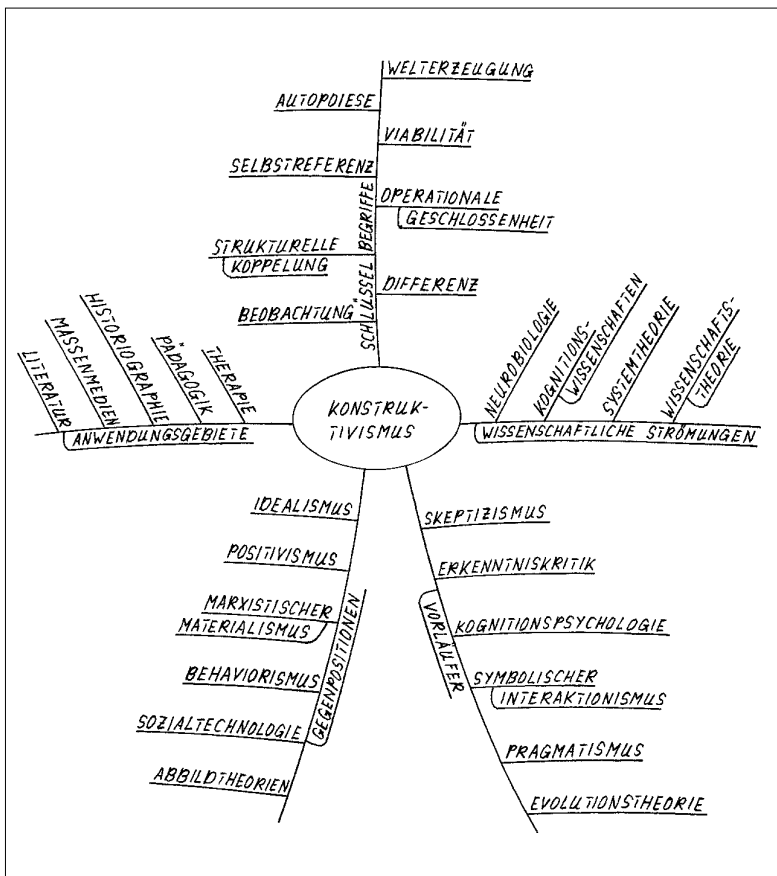 WELTERZEUGUNG
AUTOPOIESE
VIABILITÄT
SELBSTREFERENZ
OPERATIONALE
GESCHLOSSENHEIT
STRUKTURELLE
KOPPELUNG
DIFFERENZ
BEOBACHTUNG
SCHLÜSSEL BEGRIFFE
LITERATUR
MASSENMEDIEN
HISTORIOGRAPHIE
PÄDAGOGIK
THERAPIE
ANWENDUNGSGEBIETE
KONSTRUK-
TIVISMUS
NEUROBIOLOGIE
KOGNITIONS-
WISSENSCHAFTEN
SYSTEMTHEORIE
WISSENSCHAFTS-
THEORIE
WISSENSCHAFTLICHE STRÖMUNGEN
IDEALISMUS
POSITIVISMUS
MARXISTISCHER
MATERIALISMUS
BEHAVIORISMUS
SOZIALTECHNOLOGIE
ABBILDTHEORIEN
GEGENPOSITIONEN
SKEPTIZISMUS
ERKENNTNISKRITIK
VORLÄUFER
KOGNITIONSPSYCHOLOGIE
SYMBOLISCHER
INTERAKTIONISMUS
PRAGMATISMUS
EVOLUTIONSTHEORIE